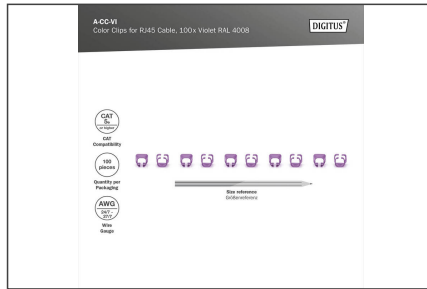 A-CC-VI
Color Clips for RJ45 Cable, 100x Violet RAL 4008
DIGITUS®
CAT
5e
or higher
CAT
Compatibility
100
pieces
Quantity per
Packaging
AWG
24/7 -
27/7
Wire
Gauge
Size reference
Größenreferenz